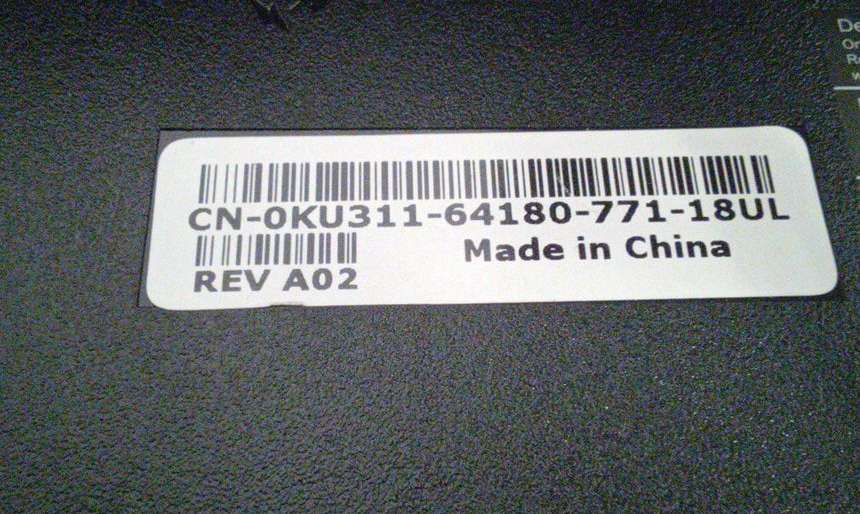 CN-0KU311-64180-771-18UL
REV A02
Made in China